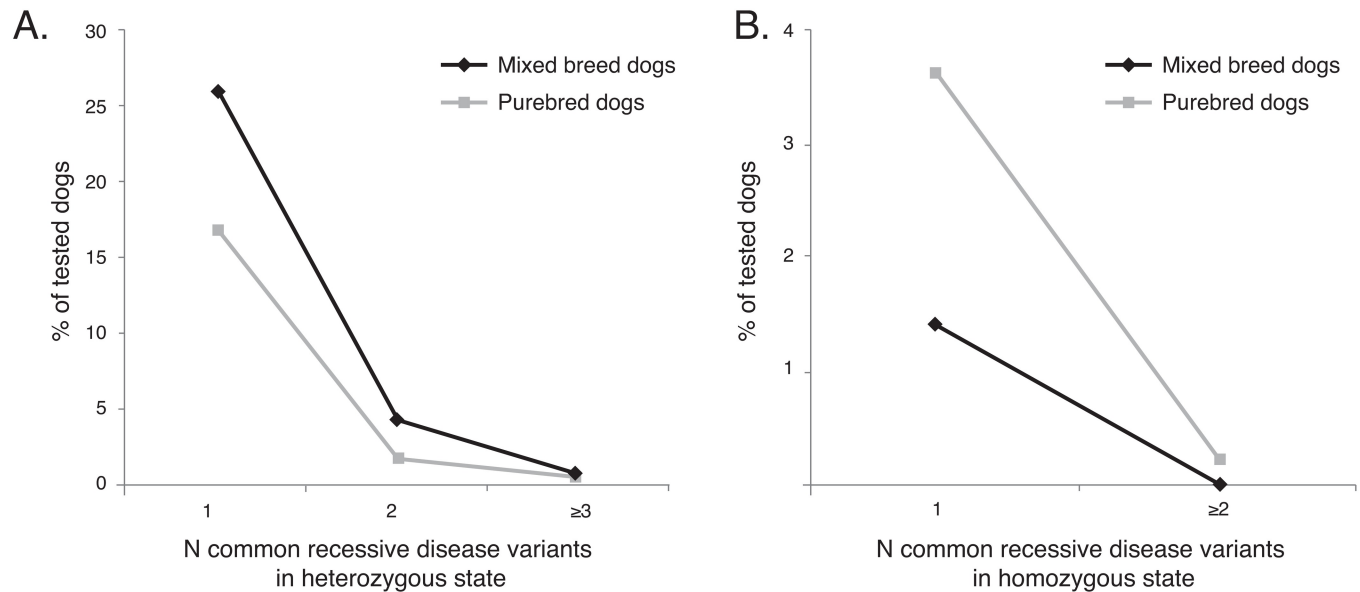 A.
30
25
20
15
10
5
0
% of tested dogs
Mixed breed dogs
Purebred dogs
1 2 ≥3
N common recessive disease variants
in heterozygous state
B.
4
3
2
1
% of tested dogs
Mixed breed dogs
Purebred dogs
1 ≥2
N common recessive disease variants
in homozygous state